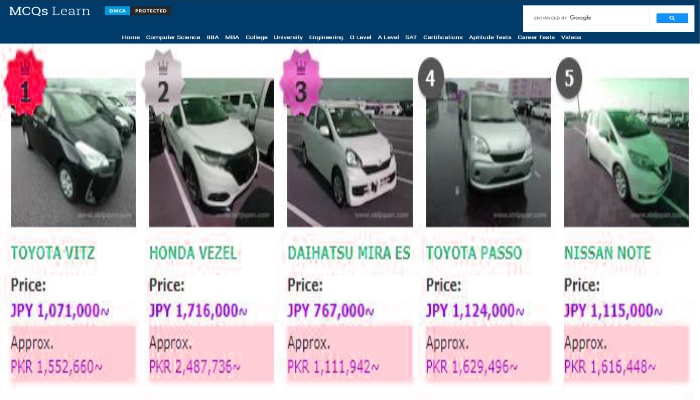 MCQs Learn
DMCA PROTECTED
ENHANCED BY Google
Home Computer Science BBA MBA College University Engineering O Level A Level SAT Certifications Aptitude Tests Career Tests Videos
1 2 3 4 5
TOYOTA VITZ HONDA VEZEL DAIHATSU MIRA ES TOYOTA PASSO NISSAN NOTE
Price: Price: Price: Price: Price:
JPY 1,071,000~ JPY 1,716,000~ JPY 767,000~ JPY 1,124,000~ JPY 1,115,000~
Approx. Approx. Approx. Approx. Approx.
PKR 1,552,660~ PKR 2,487,736~ PKR 1,111,942~ PKR 1,629,496~ PKR 1,616,448~